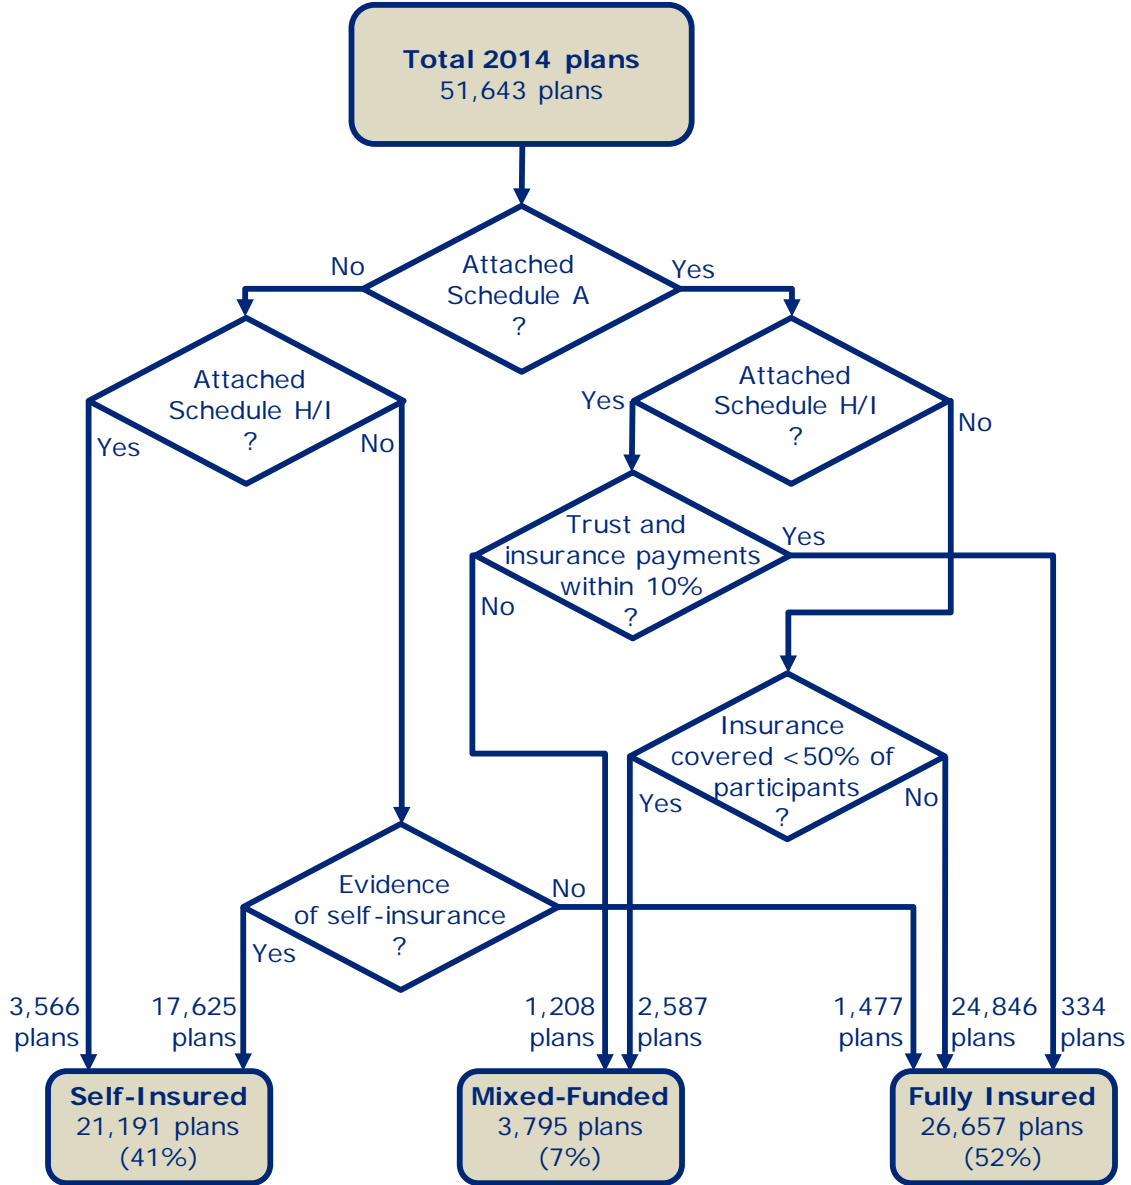 Total 2014 plans
51,643 plans
No
Attached
Schedule A
?
Yes
Attached
Schedule H/I
?
Yes
No
Attached
Schedule H/I
?
Yes
No
Trust and
insurance payments
within 10%
?
Yes
No
Insurance
covered <50% of
participants
?
Yes
No
Evidence
of self-insurance
?
No
Yes
3,566
plans
17,625
plans
1,208
plans
2,587
plans
1,477
plans
24,846
plans
334
plans
Self-Insured
21,191 plans
(41%)
Mixed-Funded
3,795 plans
(7%)
Fully Insured
26,657 plans
(52%)